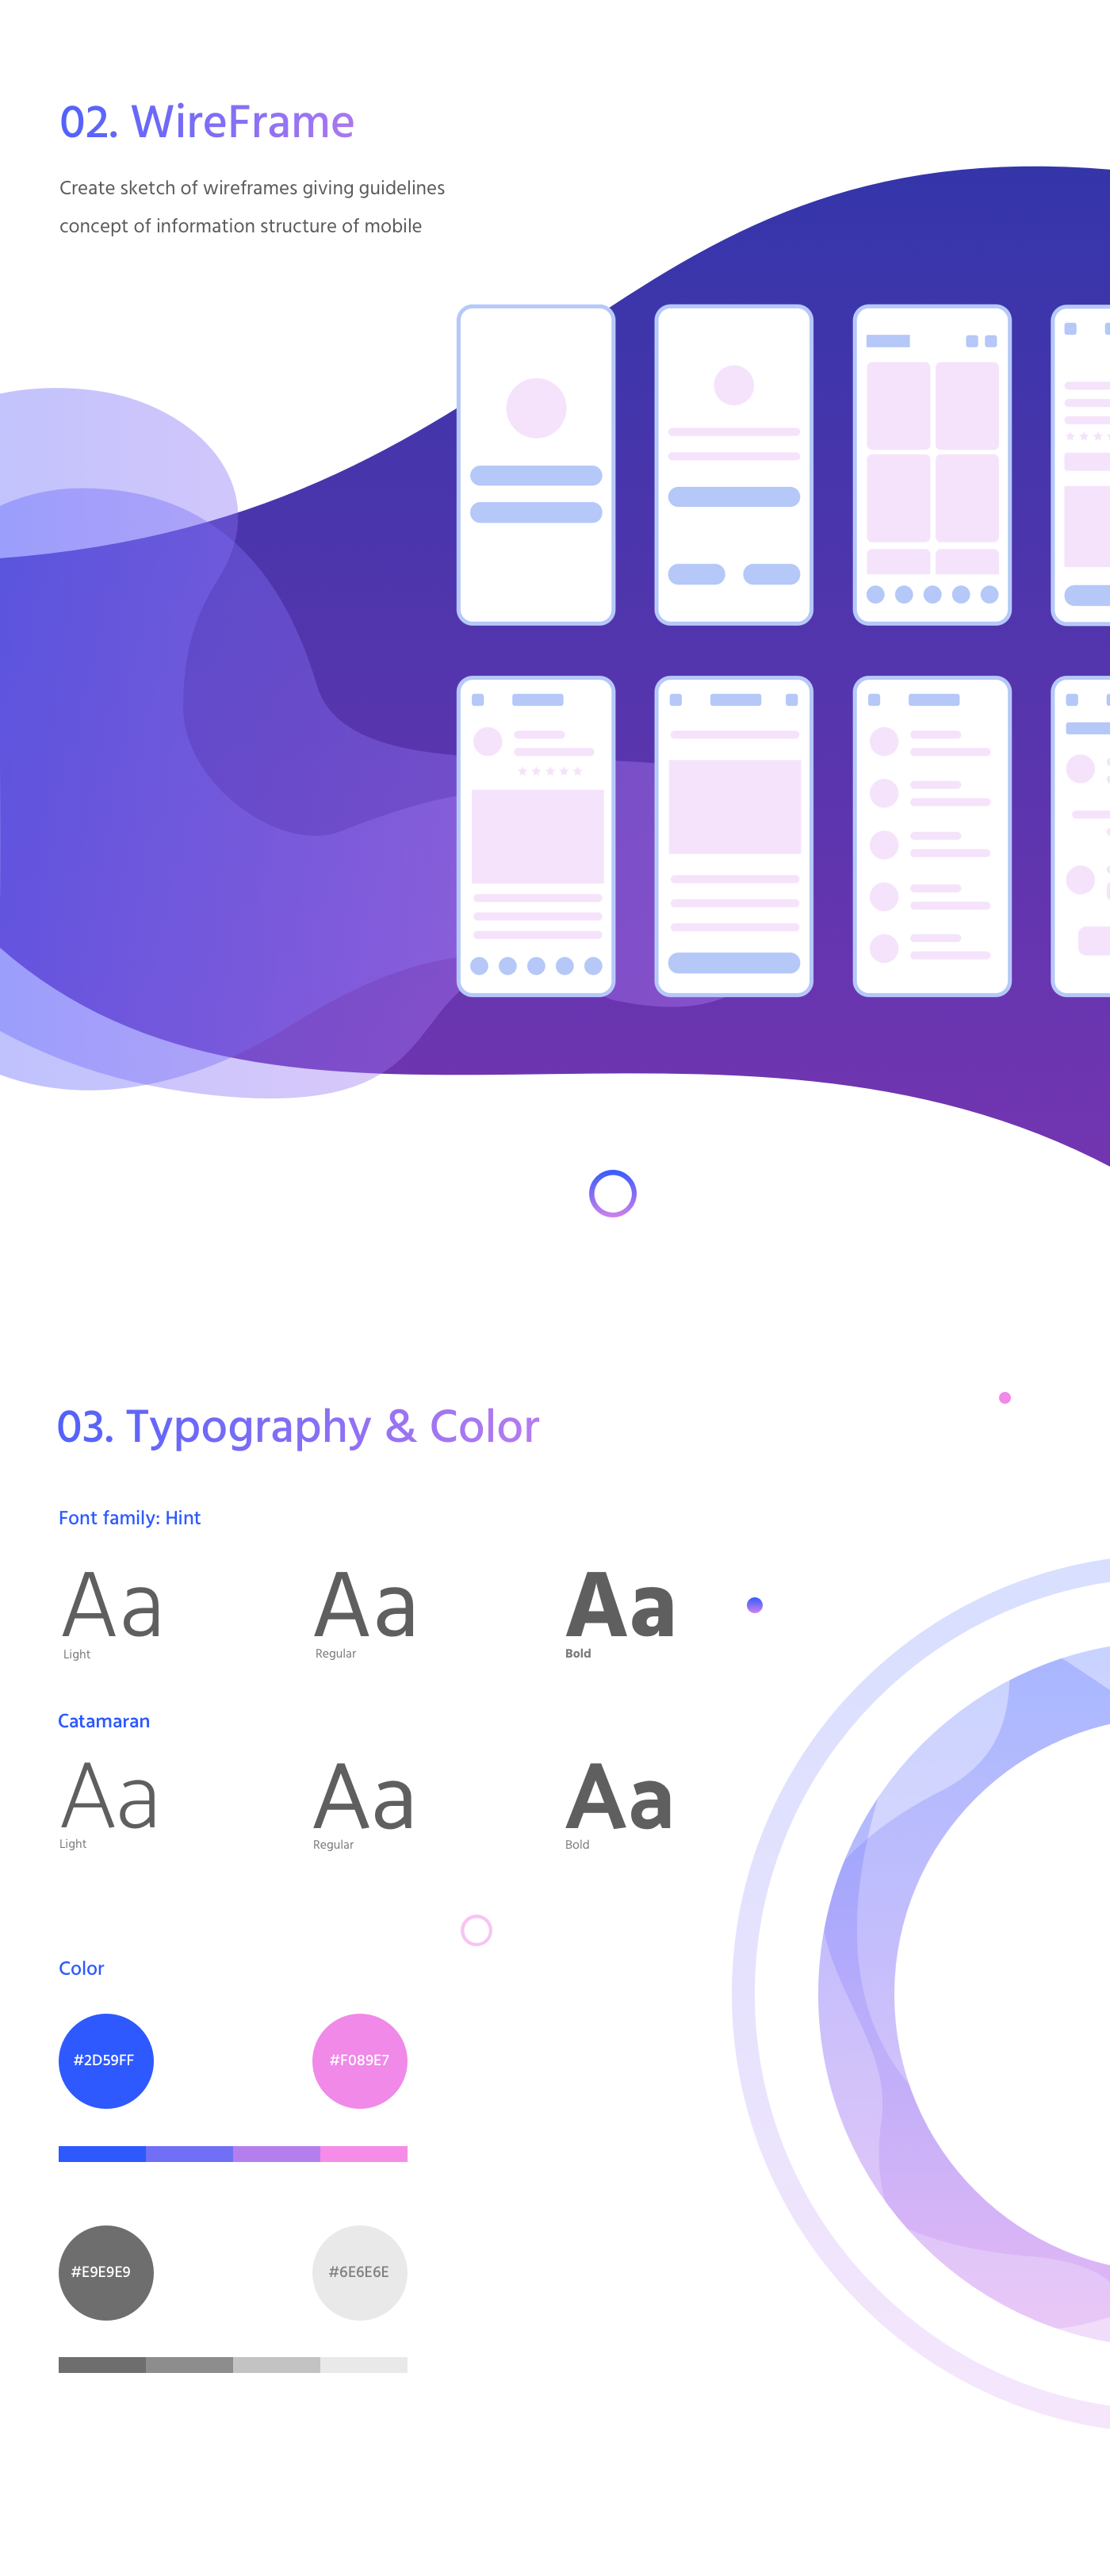 02. WireFrame
Create sketch of wireframes giving guidelines
concept of information structure of mobile
03. Typography & Color
Font family: Hint
Aa Aa Aa
Light Regular Bold
Catamaran
Aa Aa Aa
Light Regular Bold
Color
#2D59FF #F089E7
#E9E9E9 #6E6E6E